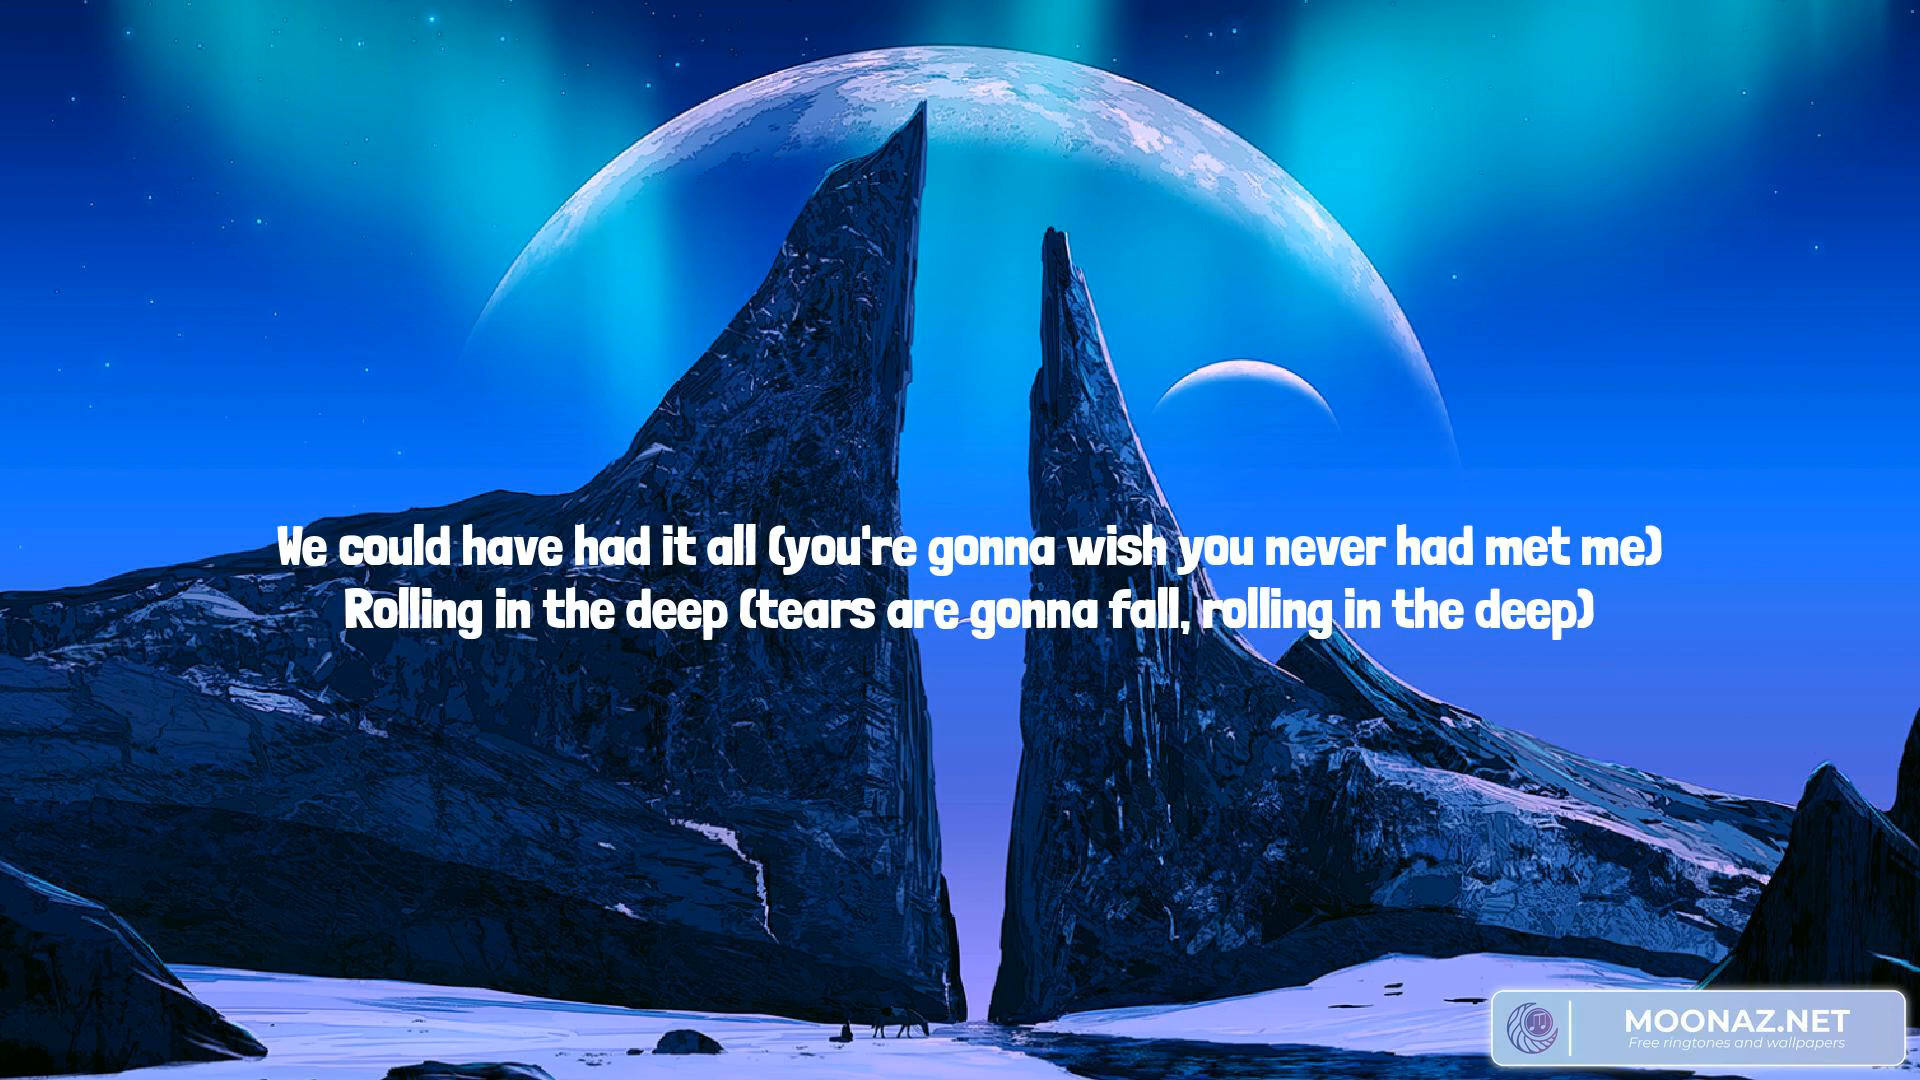 We could have had it all (you're gonna wish you never had met me)
Rolling in the deep (tears are gonna fall, rolling in the deep)
MOONAZ.NET
Free ringtones and wallpapers